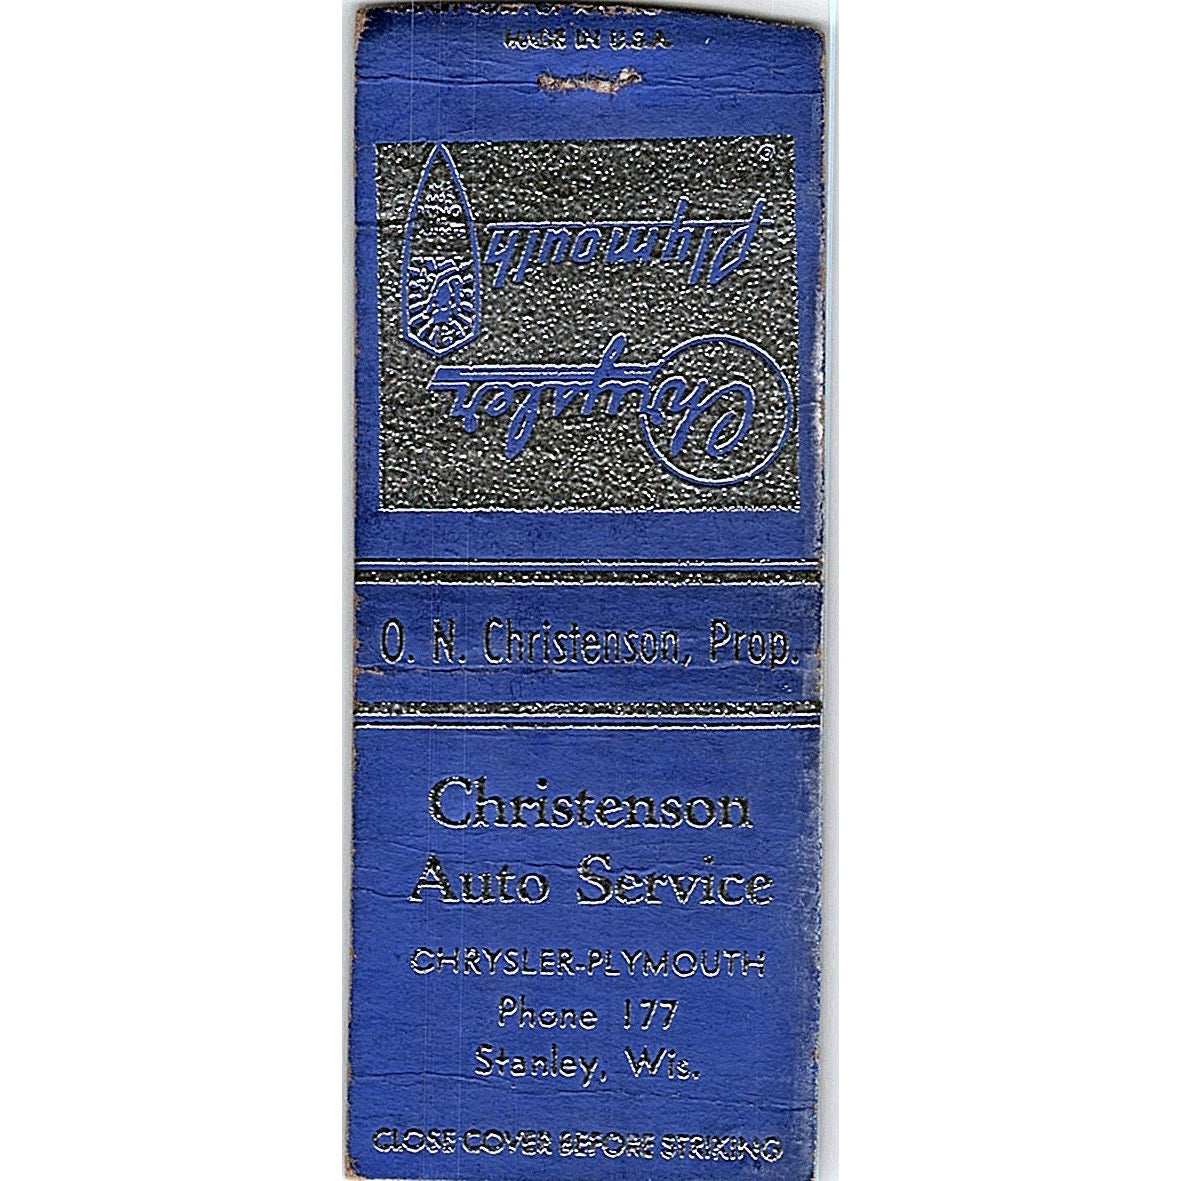 MADE IN U.S.A.
Plymouth
Chrysler
O. N. Christenson, Prop.
Christenson
Auto Service
CHRYSLER-PLYMOUTH
Phone 177
Stanley, Wis.
CLOSE COVER BEFORE STRIKING